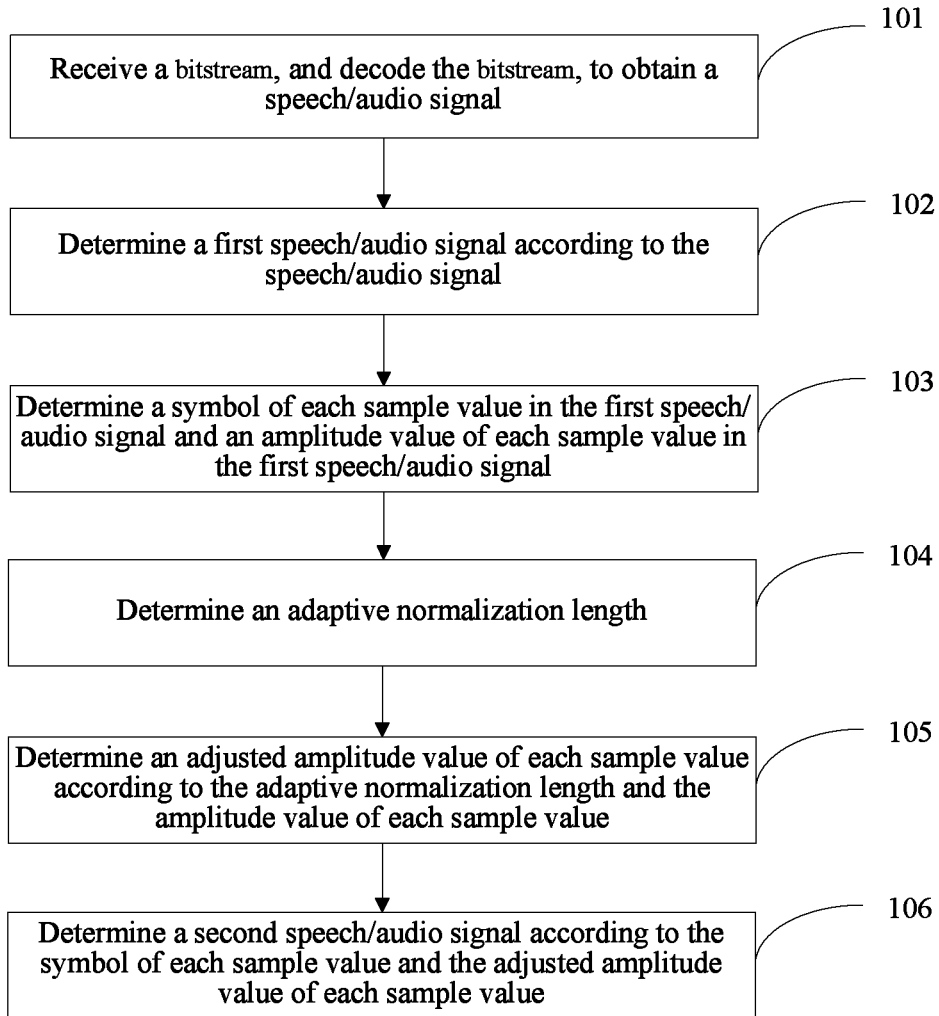 101
Receive a bitstream, and decode the bitstream, to obtain a
speech/audio signal
102
Determine a first speech/audio signal according to the
speech/audio signal
103
Determine a symbol of each sample value in the first speech/
audio signal and an amplitude value of each sample value in
the first speech/audio signal
104
Determine an adaptive normalization length
105
Determine an adjusted amplitude value of each sample value
according to the adaptive normalization length and the
amplitude value of each sample value
106
Determine a second speech/audio signal according to the
symbol of each sample value and the adjusted amplitude
value of each sample value